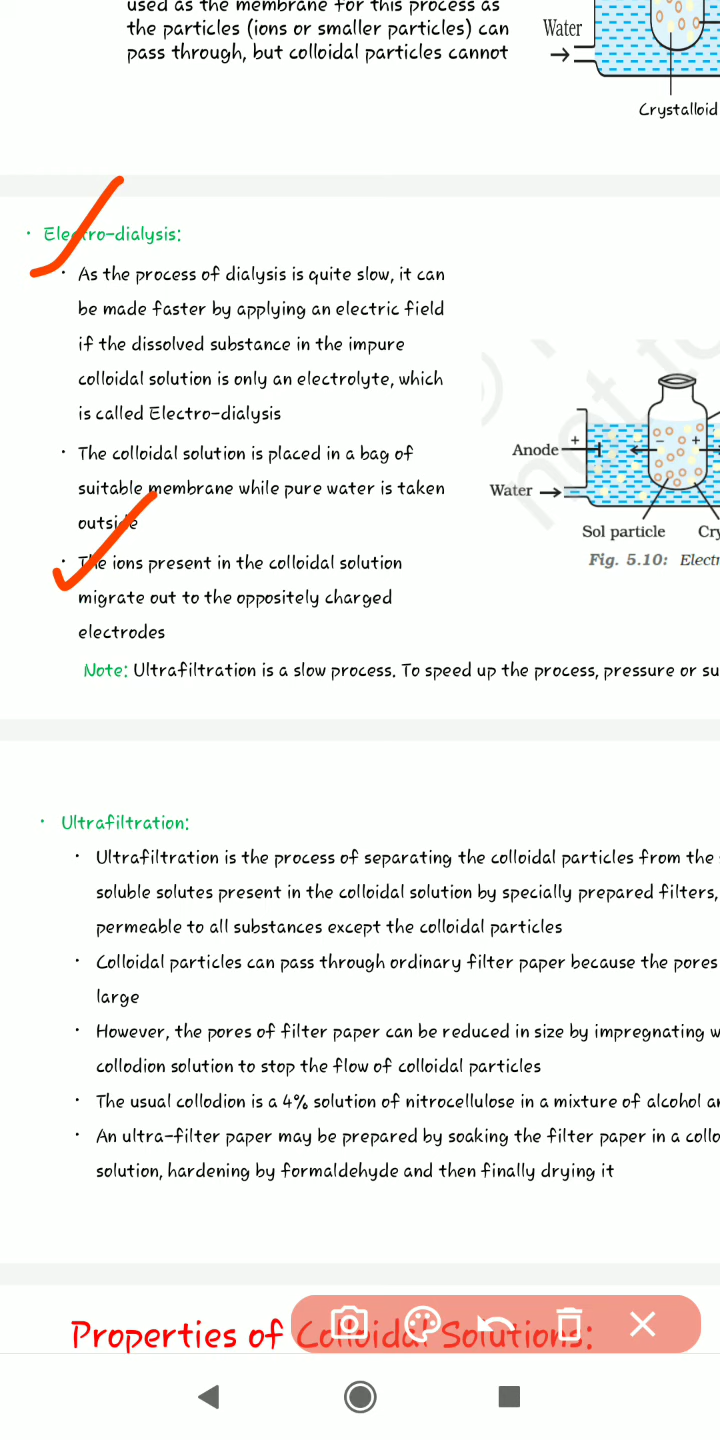 used as the membrane for this process as
the particles (ions or smaller particles) can
pass through, but colloidal particles cannot
Water
Crystalloid
• Electro-dialysis:
• As the process of dialysis is quite slow, it can
be made faster by applying an electric field
if the dissolved substance in the impure
colloidal solution is only an electrolyte, which
is called Electro-dialysis
• The colloidal solution is placed in a bag of
suitable membrane while pure water is taken
outside
• The ions present in the colloidal solution
migrate out to the oppositely charged
electrodes
Anode
+
− +
Water
Sol particle Cry
Fig. 5.10: Electr
Note: Ultrafiltration is a slow process. To speed up the process, pressure or su
• Ultrafiltration:
• Ultrafiltration is the process of separating the colloidal particles from the
soluble solutes present in the colloidal solution by specially prepared filters,
permeable to all substances except the colloidal particles
• Colloidal particles can pass through ordinary filter paper because the pores
large
• However, the pores of filter paper can be reduced in size by impregnating w
collodion solution to stop the flow of colloidal particles
• The usual collodion is a 4% solution of nitrocellulose in a mixture of alcohol a
• An ultra-filter paper may be prepared by soaking the filter paper in a collo
solution, hardening by formaldehyde and then finally drying it
Properties of Colloidal Solutions: